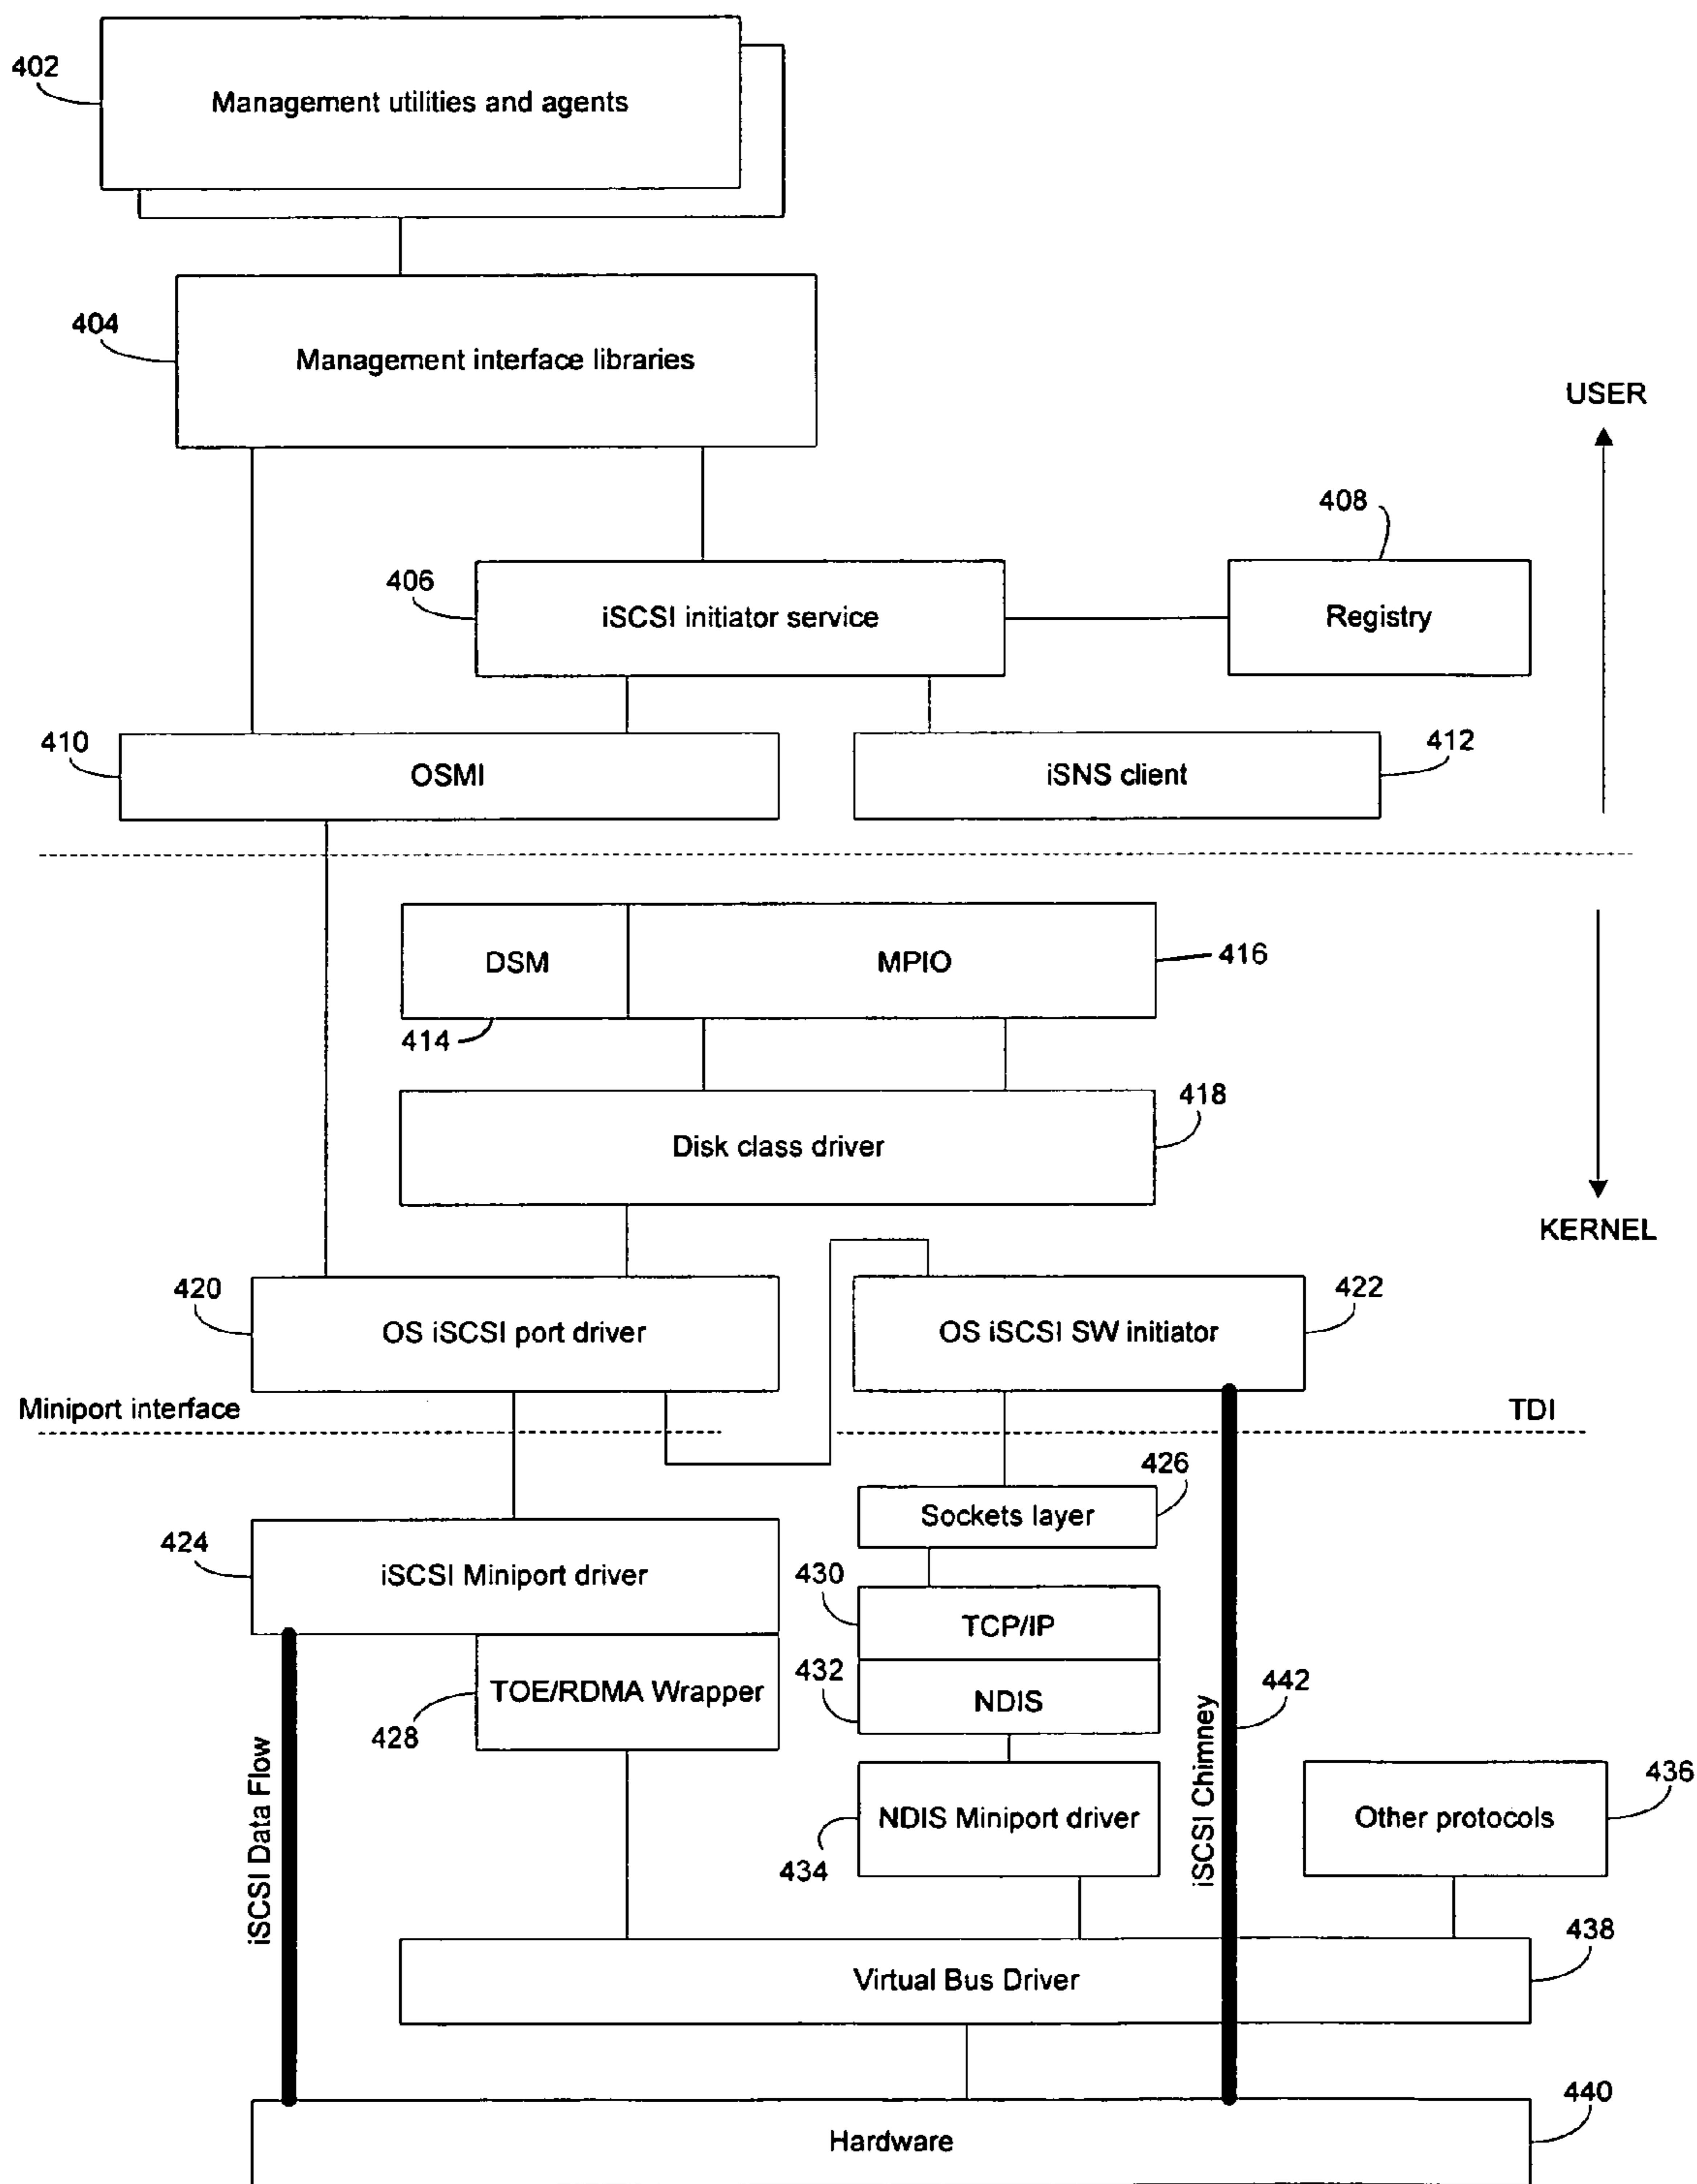 402
Management utilities and agents
404
Management interface libraries
USER
408
406
iSCSI initiator service
Registry
410
OSMI
412
iSNS client
DSM
MPIO
416
414
418
Disk class driver
KERNEL
420
OS iSCSI port driver
422
OS iSCSI SW initiator
Miniport interface
TDI
426
Sockets layer
424
iSCSI Miniport driver
430
TCP/IP
432
NDIS
TOE/RDMA Wrapper
428
442
iSCSI Data Flow
iSCSI Chimney
436
Other protocols
NDIS Miniport driver
434
438
Virtual Bus Driver
440
Hardware